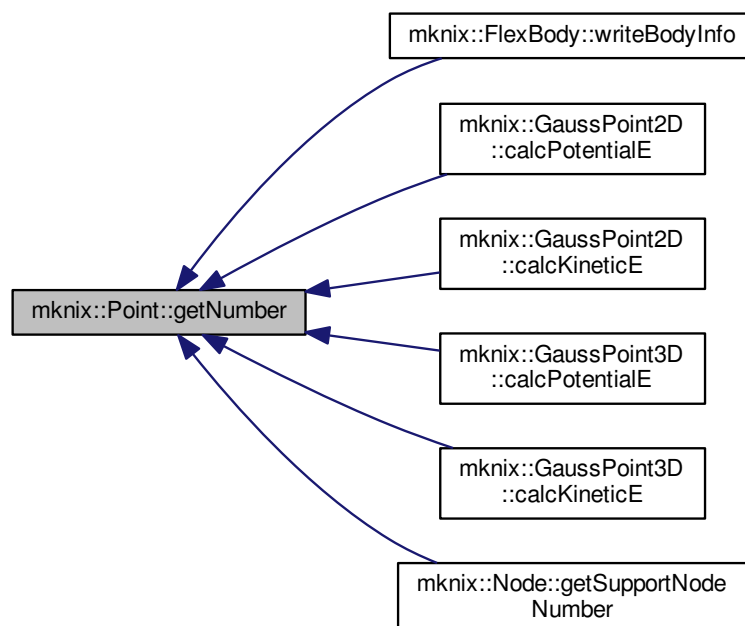 mknix::FlexBody::writeBodyInfo
mknix::GaussPoint2D
::calcPotentialE
mknix::GaussPoint2D
::calcKineticE
mknix::Point::getNumber
mknix::GaussPoint3D
::calcPotentialE
mknix::GaussPoint3D
::calcKineticE
mknix::Node::getSupportNode
Number